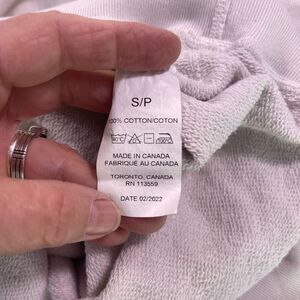 S/P
100% COTTON/COTON
MADE IN CANADA
FABRIQUÉ AU CANADA
TORONTO, CANADA
RN 113559
DATE 02/2022